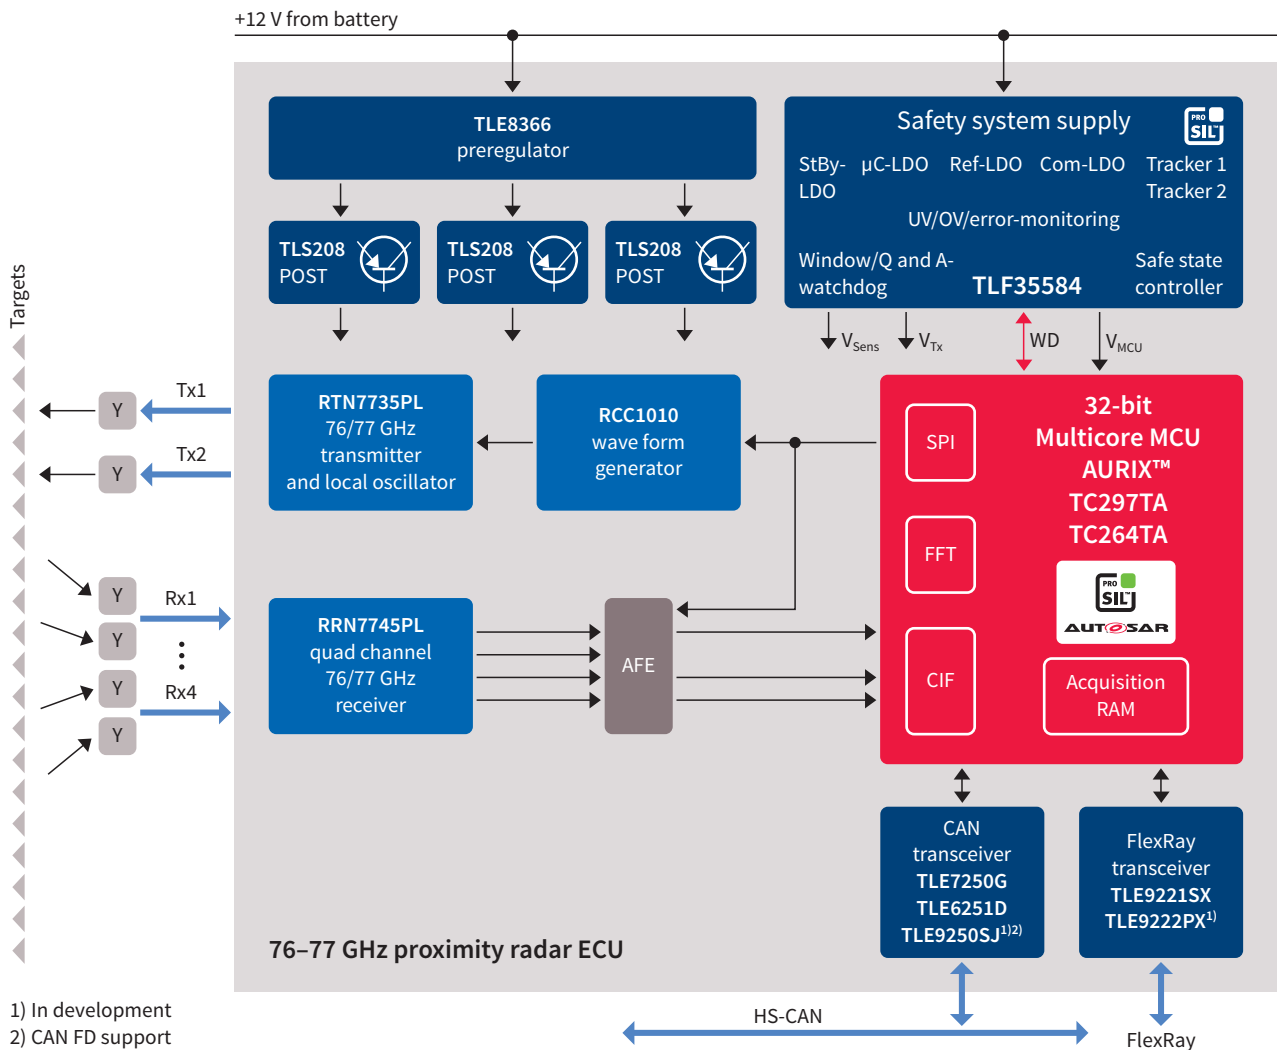 +12 V from battery
TLE8366
preregulator
TLS208
POST
TLS208
POST
TLS208
POST
Safety system supply
PRO
SIL™
StBy-
LDO
µC-LDO
Ref-LDO
Com-LDO
Tracker 1
Tracker 2
UV/OV/error-monitoring
Window/Q and A-
watchdog
TLF35584
Safe state
controller
V_Sens
V_Tx
WD
V_MCU
Targets
Tx1
Y
Tx2
Y
RTN7735PL
76/77 GHz
transmitter
and local oscillator
RCC1010
wave form
generator
SPI
FFT
CIF
32-bit
Multicore MCU
AURIX™
TC297TA
TC264TA
PRO
SIL™
AUTOSAR
Acquisition
RAM
Y
Rx1
Y
Y
Rx4
Y
RRN7745PL
quad channel
76/77 GHz
receiver
AFE
CAN
transceiver
TLE7250G
TLE6251D
TLE9250SJ1)2)
FlexRay
transceiver
TLE9221SX
TLE9222PX1)
76–77 GHz proximity radar ECU
HS-CAN
FlexRay
1) In development
2) CAN FD support